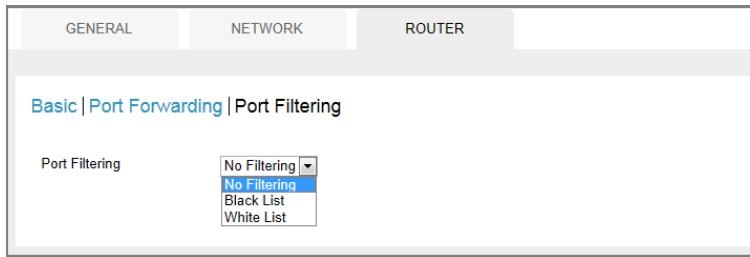 GENERAL NETWORK ROUTER
Basic | Port Forwarding | Port Filtering
Port Filtering No Filtering
No Filtering
Black List
White List